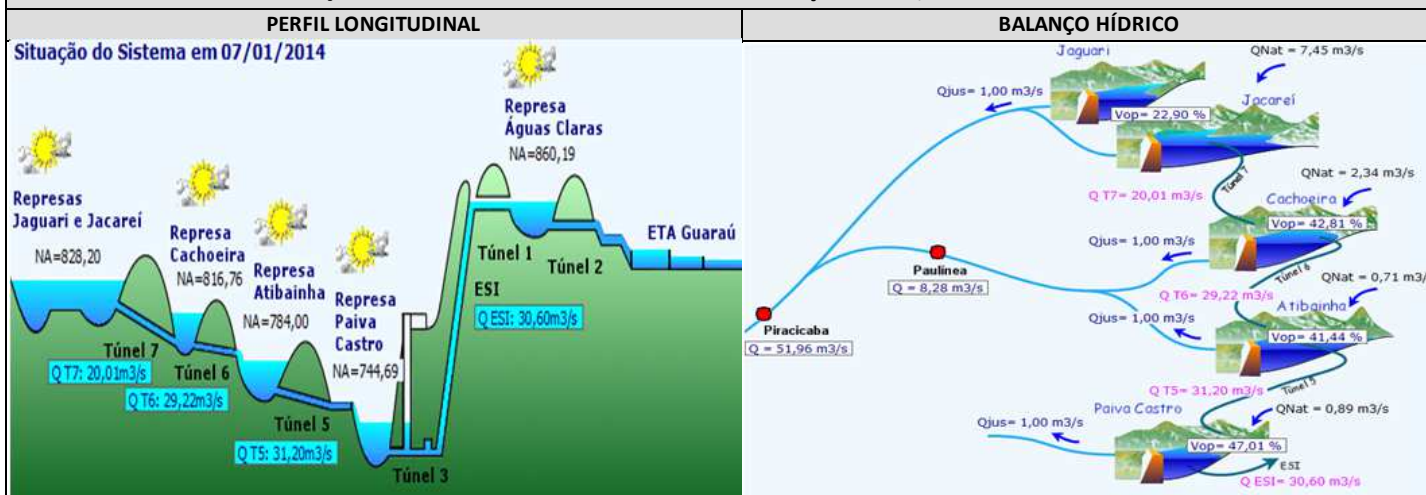 PERFIL LONGITUDINAL
BALANÇO HÍDRICO
Situação do Sistema em 07/01/2014
Represa
Águas Claras
NA=860,19
Represas
Jaguari e Jacareí
NA=828,20
Represa
Cachoeira
NA=816,76
Represa
Atibainha
NA=784,00
Represa
Paiva
Castro
NA=744,69
Túnel 1
Túnel 2
ETA Guaraú
ESI
Q ESI: 30,60m3/s
Túnel 7
Q T7: 20,01m3/s
Túnel 6
Q T6: 29,22m3/s
Túnel 5
Q T5: 31,20m3/s
Túnel 3
Jaguari
QNat = 7,45 m3/s
Qjus= 1,00 m3/s
Jacareí
Vop= 22,90 %
Túnel 7
Q T7= 20,01 m3/s
QNat = 2,34 m3/s
Cachoeira
Vop= 42,81 %
Qjus= 1,00 m3/s
Túnel 6
Paulínea
Q = 8,28 m3/s
Q T6= 29,22 m3/s
QNat = 0,71 m3/
Atibainha
Qjus= 1,00 m3/s
Vop= 41,44 %
Piracicaba
Q = 51,96 m3/s
Q T5= 31,20 m3/s
Túnel 5
Paiva Castro
QNat = 0,89 m3/s
Qjus= 1,00 m3/s
Vop= 47,01 %
ESI
Q ESI= 30,60 m3/s